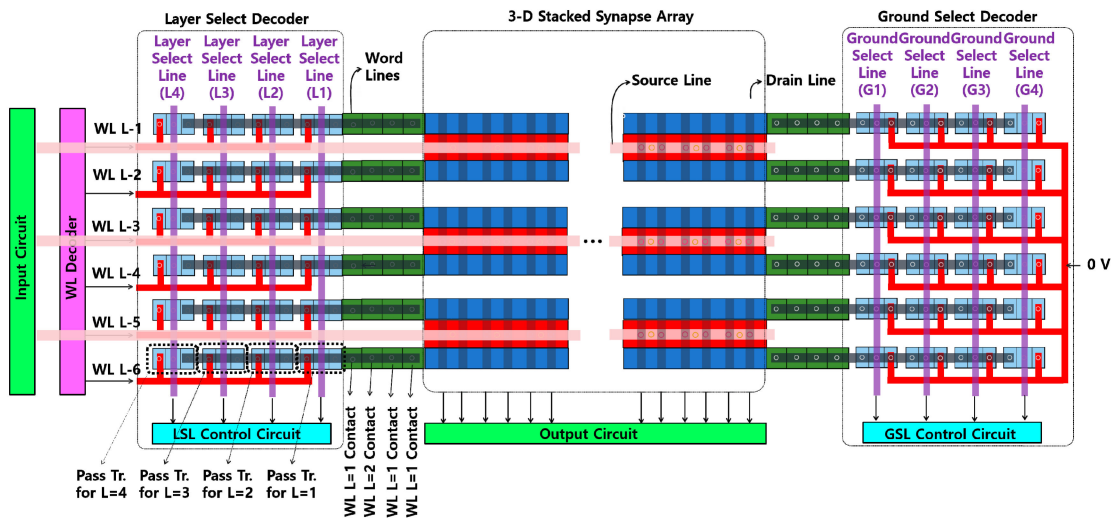 Layer Select Decoder
3-D Stacked Synapse Array
Ground Select Decoder
Layer
Select
Line
(L4)
Layer
Select
Line
(L3)
Layer
Select
Line
(L2)
Layer
Select
Line
(L1)
Word
Lines
Source Line
Drain Line
Ground
Select
Line
(G1)
Ground
Select
Line
(G2)
Ground
Select
Line
(G3)
Ground
Select
Line
(G4)
Input Circuit
WL Decoder
WL L-1
WL L-2
WL L-3
WL L-4
WL L-5
WL L-6
...
0 V
LSL Control Circuit
Output Circuit
GSL Control Circuit
Pass Tr.
for L=4
Pass Tr.
for L=3
Pass Tr.
for L=2
Pass Tr.
for L=1
WL L=1 Contact
WL L=2 Contact
WL L=1 Contact
WL L=1 Contact